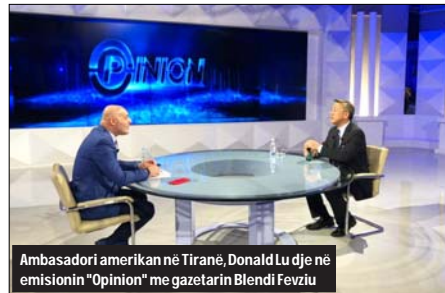 OPINION
Ambasadori amerikan në Tiranë, Donald Lu dje në
emisionin "Opinion" me gazetarin Blendi Fevziu